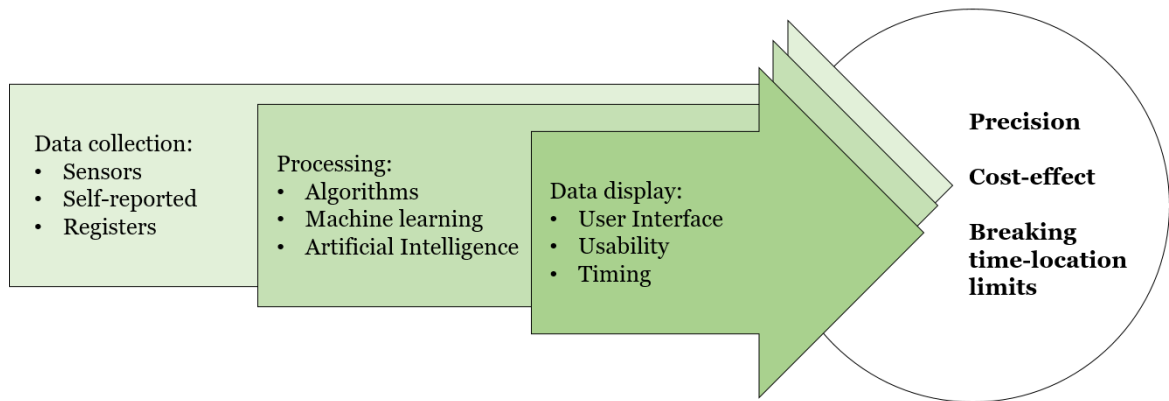 Data collection:
• Sensors
• Self-reported
• Registers
Processing:
• Algorithms
• Machine learning
• Artificial Intelligence
Data display:
• User Interface
• Usability
• Timing
Precision
Cost-effect
Breaking
time-location
limits